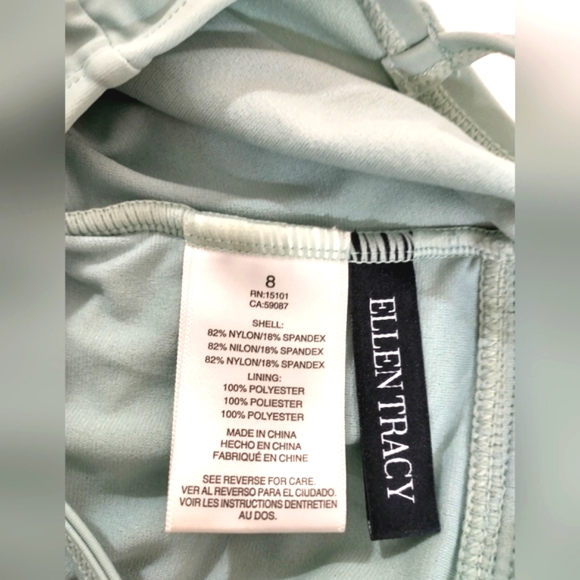 8
RN:15101
CA:59087
SHELL:
82% NYLON/18% SPANDEX
82% NILON/18% SPANDEX
82% NYLON/18% SPANDEX
LINING:
100% POLYESTER
100% POLIESTER
100% POLYESTER
MADE IN CHINA
HECHO EN CHINA
FABRIQUÉ EN CHINE
SEE REVERSE FOR CARE.
VER AL REVERSO PARA EL CIUDADO.
VOIR LES INSTRUCTIONS DENTRETIEN
AU DOS.
ELLEN TRACY